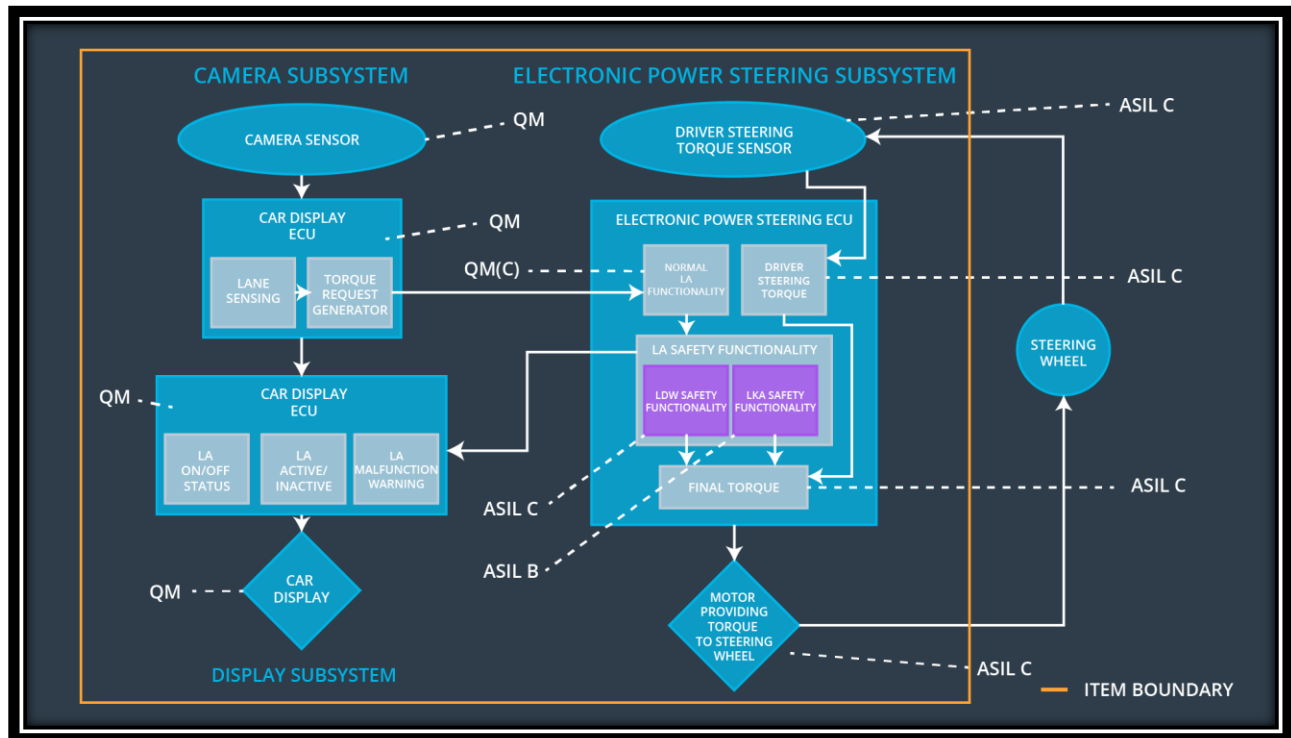 CAMERA SUBSYSTEM
ELECTRONIC POWER STEERING SUBSYSTEM
CAMERA SENSOR
QM
DRIVER STEERING
TORQUE SENSOR
ASIL C
CAR DISPLAY
ECU
QM
LANE
SENSING
TORQUE
REQUEST
GENERATOR
QM(C)
ELECTRONIC POWER STEERING ECU
NORMAL
LA
FUNCTIONALITY
DRIVER
STEERING
TORQUE
ASIL C
STEERING
WHEEL
LA SAFETY FUNCTIONALITY
LDW SAFETY
FUNCTIONALITY
LKA SAFETY
FUNCTIONALITY
QM
CAR DISPLAY
ECU
LA
ON/OFF
STATUS
LA
ACTIVE/
INACTIVE
LA
MALFUNCTION
WARNING
FINAL TORQUE
ASIL C
ASIL C
ASIL B
QM
CAR
DISPLAY
MOTOR
PROVIDING
TORQUE
TO STEERING
WHEEL
ASIL C
DISPLAY SUBSYSTEM
ITEM BOUNDARY